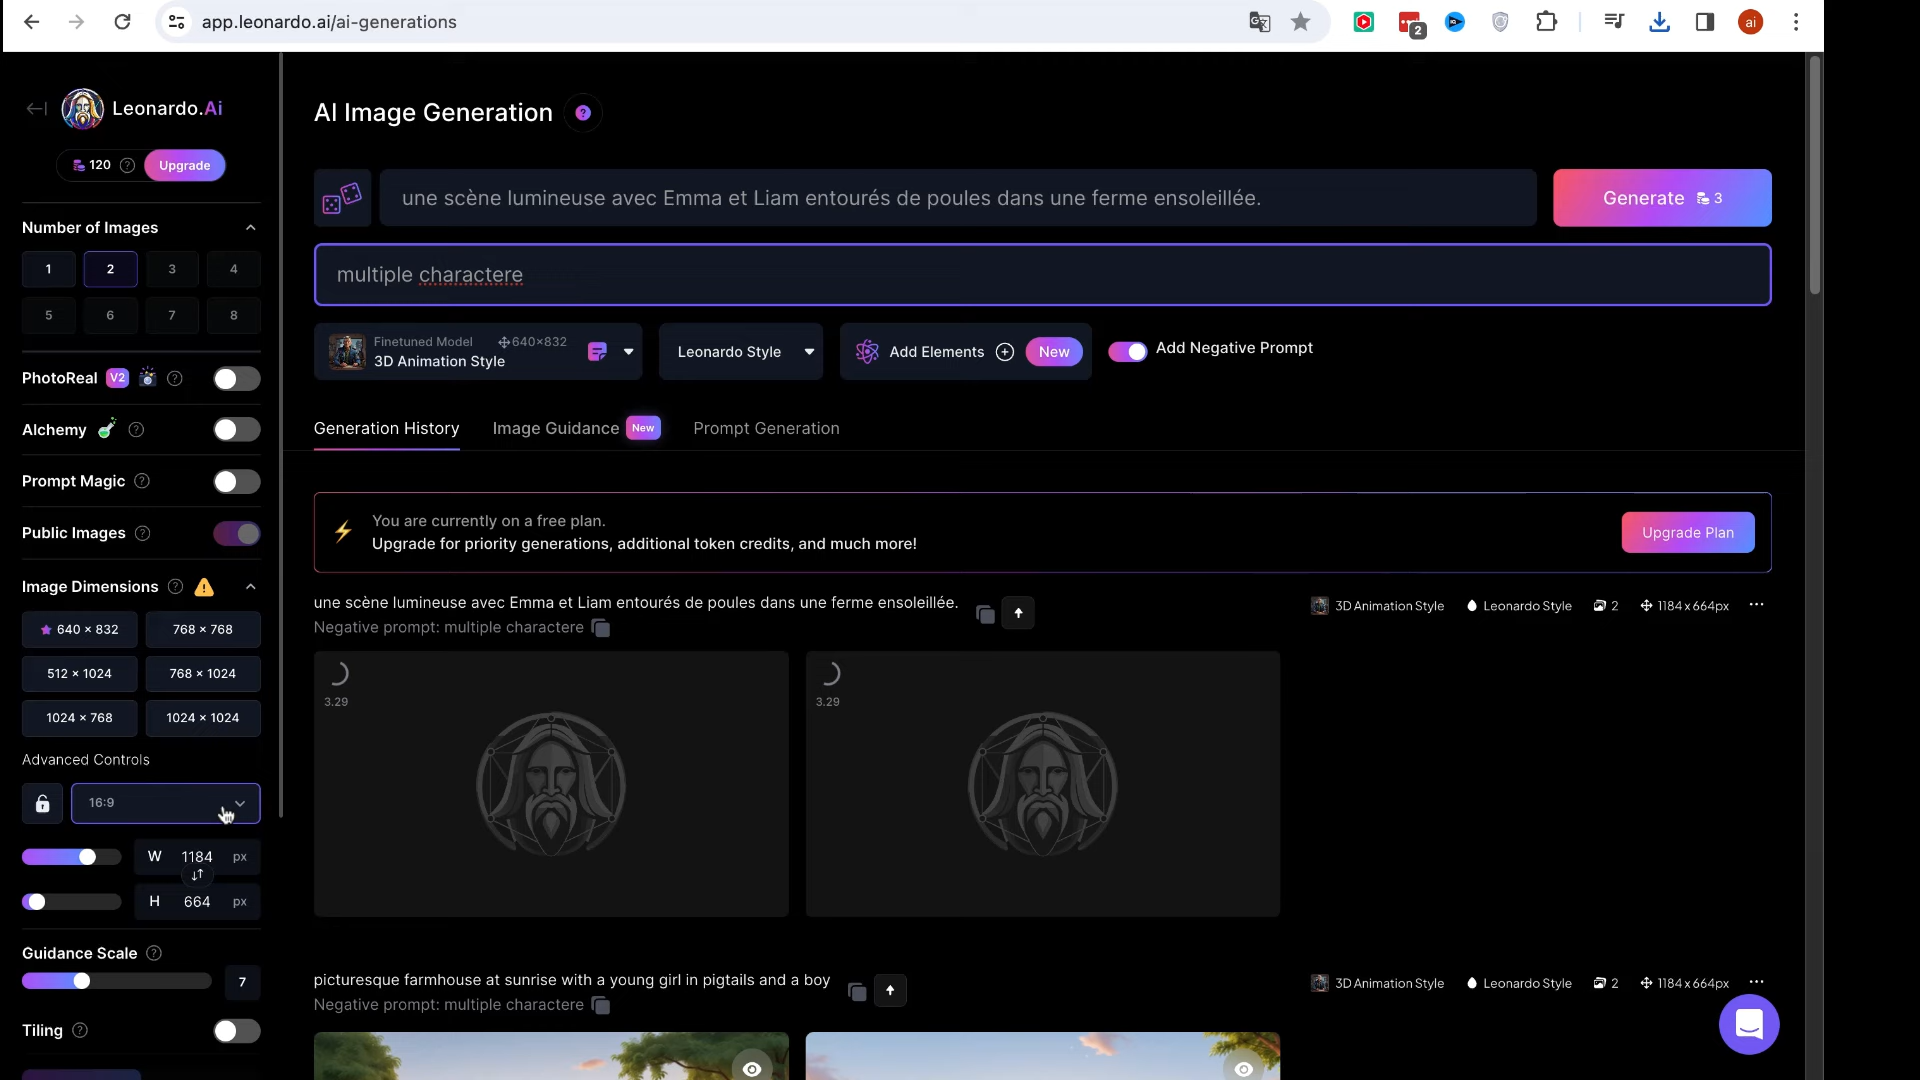 app.leonardo.ai/ai-generations
2
ai
Leonardo.Ai
120
Upgrade
Number of Images
1 2 3 4
5 6 7 8
PhotoReal V2
Alchemy
Prompt Magic
Public Images
Image Dimensions
640 × 832 768 × 768
512 × 1024 768 × 1024
1024 × 768 1024 × 1024
Advanced Controls
16:9
W 1184 px
H 664 px
Guidance Scale
7
Tiling
AI Image Generation
une scène lumineuse avec Emma et Liam entourés de poules dans une ferme ensoleillée.
Generate 3
multiple charactere
Finetuned Model 640×832
3D Animation Style
Leonardo Style
Add Elements
New
Add Negative Prompt
Generation History
Image Guidance New
Prompt Generation
You are currently on a free plan.
Upgrade for priority generations, additional token credits, and much more!
Upgrade Plan
une scène lumineuse avec Emma et Liam entourés de poules dans une ferme ensoleillée.
Negative prompt: multiple charactere
3D Animation Style Leonardo Style 2 1184 x 664px
3.29
3.29
picturesque farmhouse at sunrise with a young girl in pigtails and a boy
Negative prompt: multiple charactere
3D Animation Style Leonardo Style 2 1184 x 664px